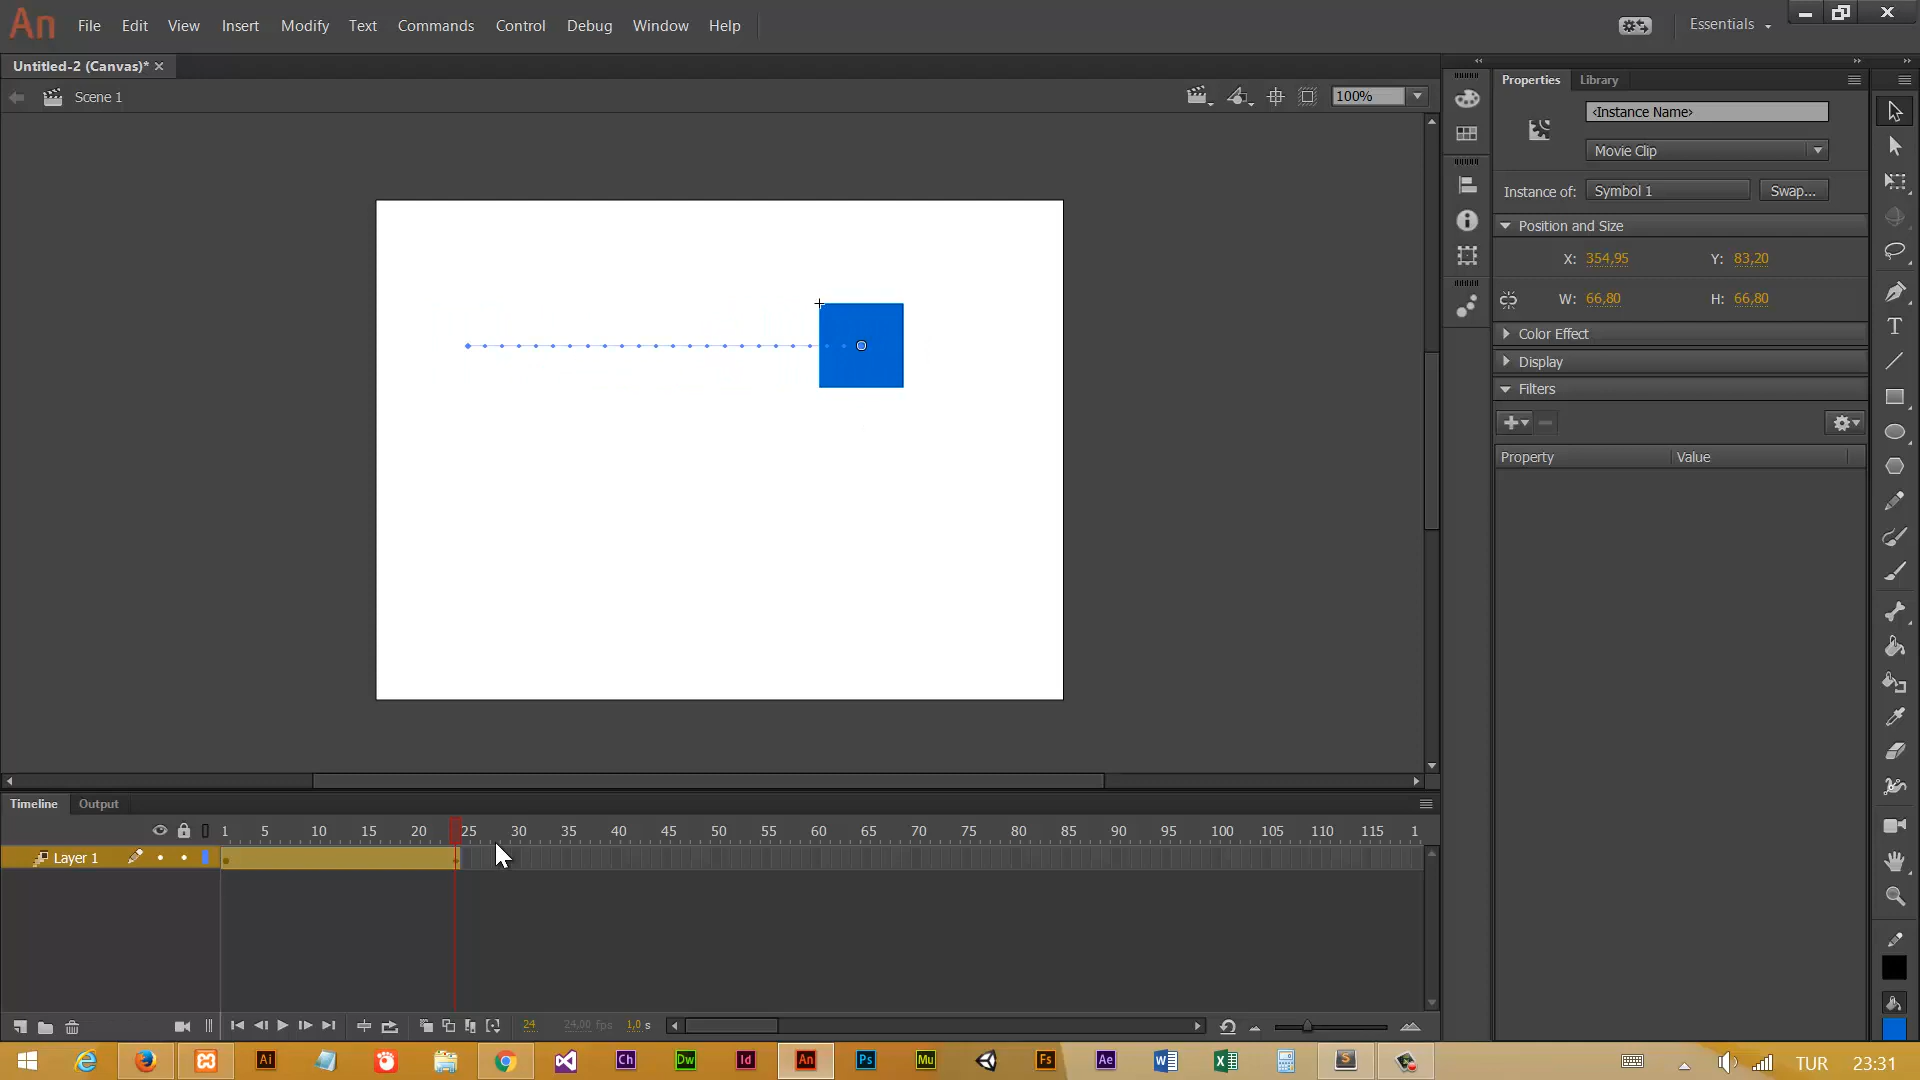 An File Edit View Insert Modify Text Commands Control Debug Window Help Essentials
Untitled-2 (Canvas)*
Scene 1
100%
Properties Library
<Instance Name>
Movie Clip
Instance of: Symbol 1 Swap...
Position and Size
X: 354,95 Y: 83,20
W: 66,80 H: 66,80
Color Effect
Display
Filters
Property Value
T
Timeline Output
1 5 10 15 20 25 30 35 40 45 50 55 60 65 70 75 80 85 90 95 100 105 110 115 1
Layer 1
24 24,00 fps 1,0 s
Ai Ch Dw Id An Ps Mu Fs Ae TUR 23:31